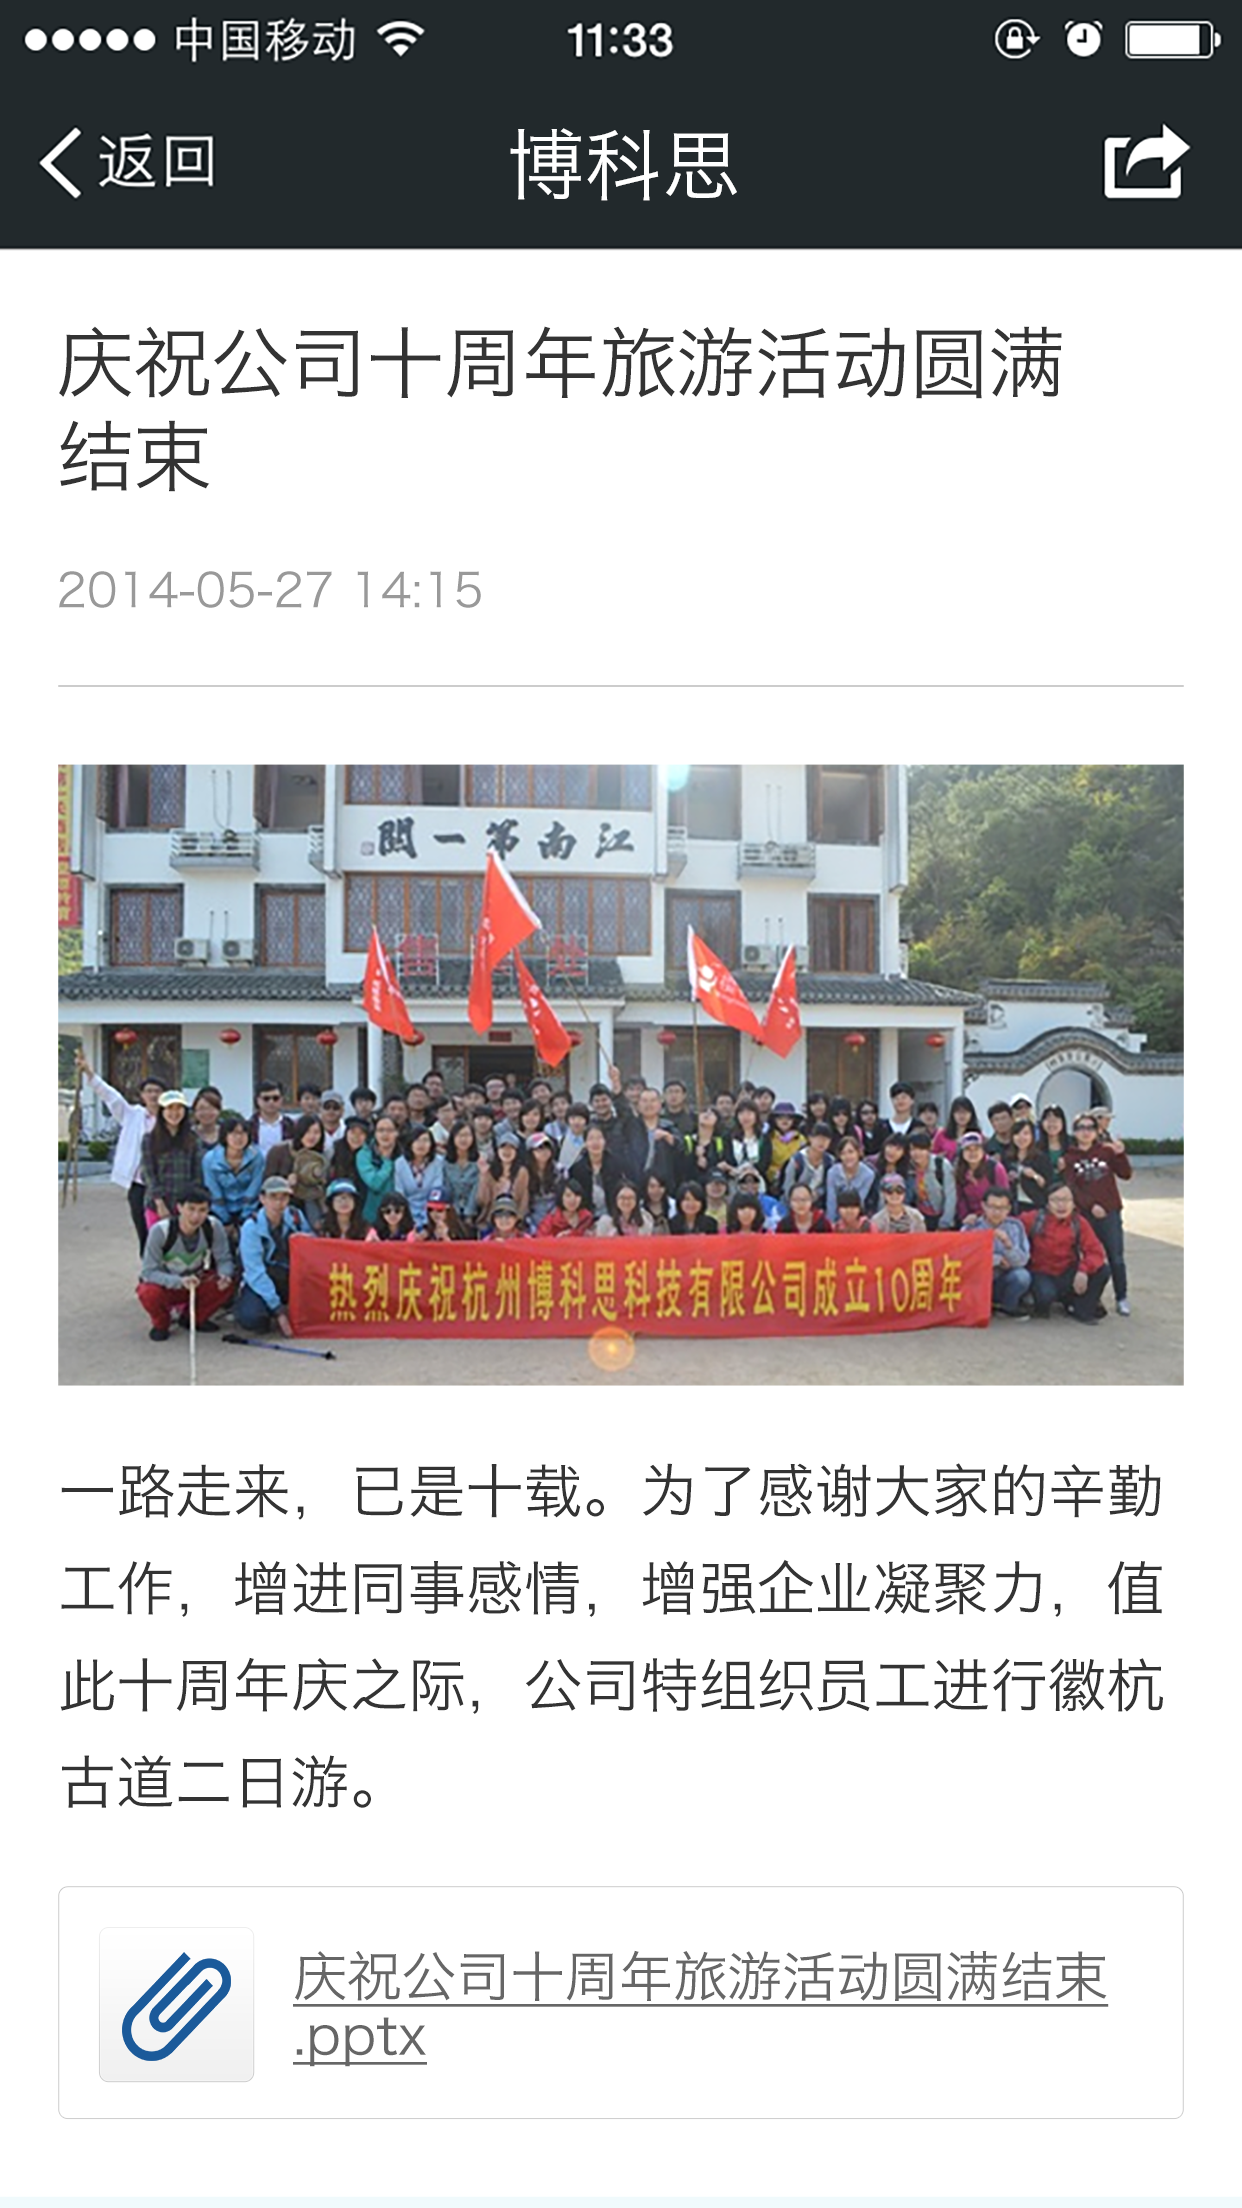 中国移动
11:33
返回
博科思
庆祝公司十周年旅游活动圆满
结束
2014-05-27 14:15
江南第一關
热烈庆祝杭州博科思科技有限公司成立10周年
一路走来，已是十载。为了感谢大家的辛勤
工作，增进同事感情，增强企业凝聚力，值
此十周年庆之际，公司特组织员工进行徽杭
古道二日游。
庆祝公司十周年旅游活动圆满结束
.pptx